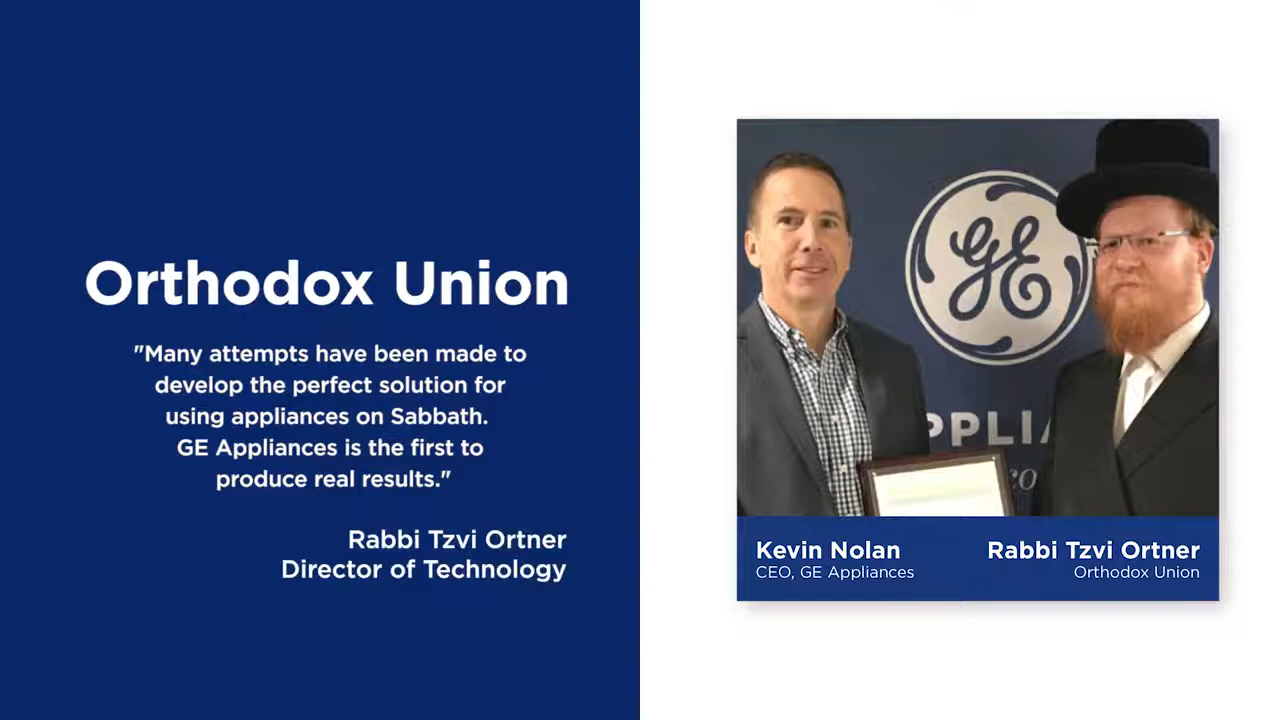 Orthodox Union
"Many attempts have been made to
develop the perfect solution for
using appliances on Sabbath.
GE Appliances is the first to
produce real results."
Rabbi Tzvi Ortner
Director of Technology
GE
PPLIA
co
Kevin Nolan
CEO, GE Appliances
Rabbi Tzvi Ortner
Orthodox Union